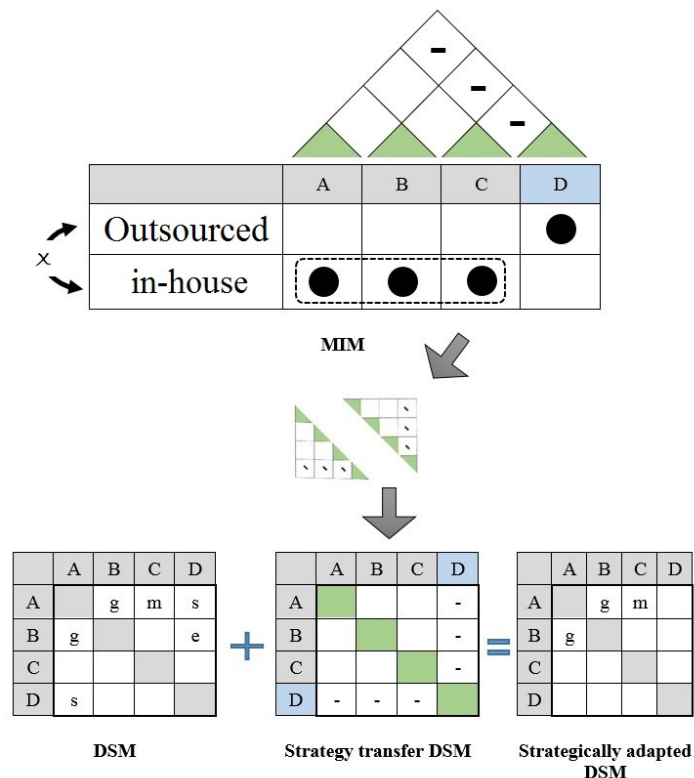 - 
- 
- 
A B C D
Outsourced
x
in-house
MIM
A B C D
A g m s
B g e
C
D s
+
A B C D
A -
B -
C -
D - - -
=
A B C D
A g m
B g
C
D
DSM
Strategy transfer DSM
Strategically adapted
DSM